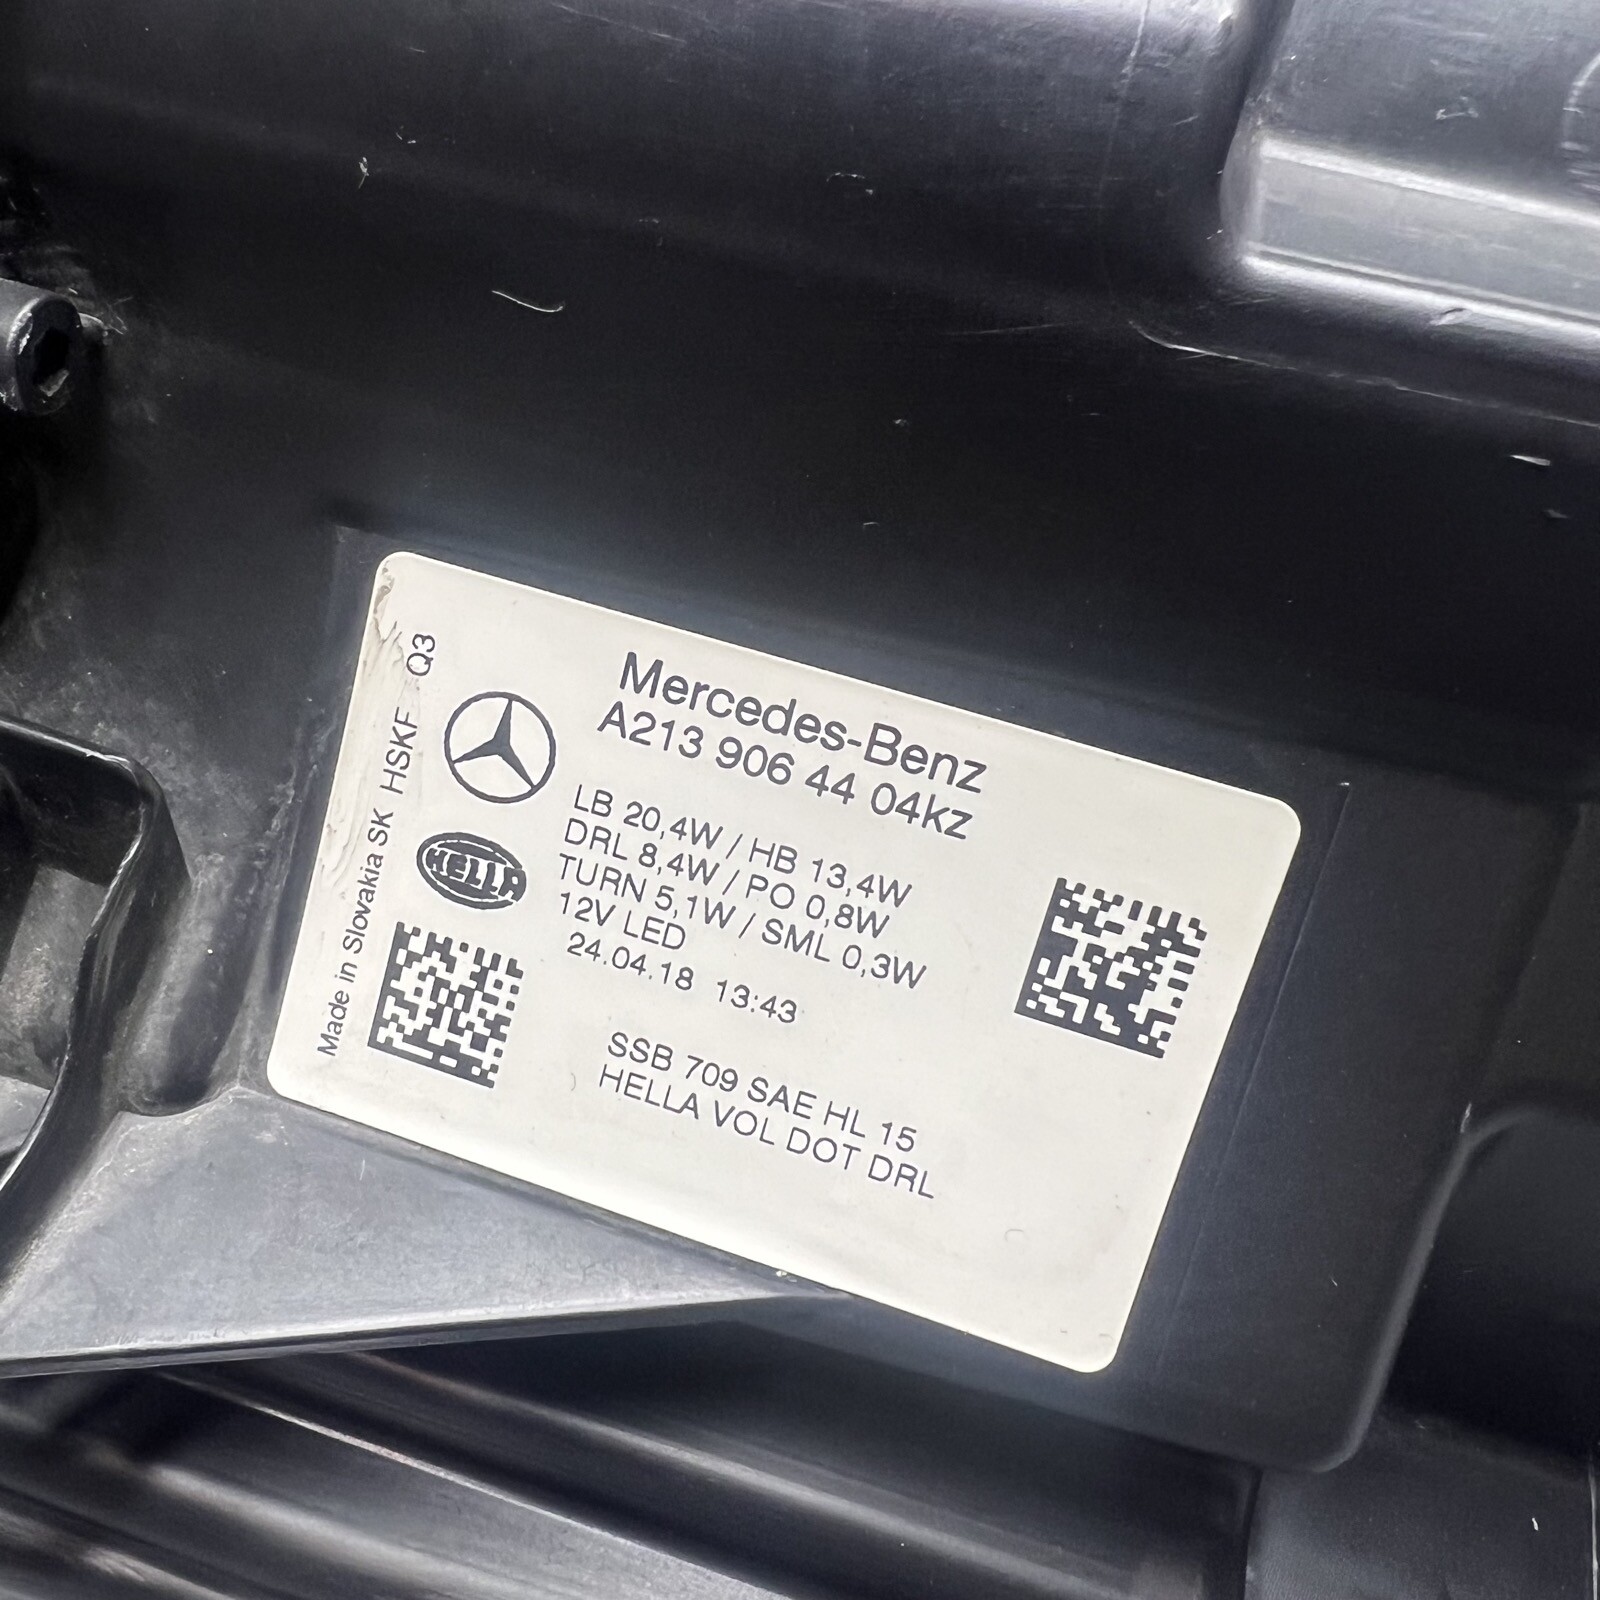 Mercedes-Benz
A213 906 44 04kz
LB 20,4W / HB 13,4W
DRL 8,4W / PO 0,8W
TURN 5,1W / SML 0,3W
12V LED
24.04.18 13:43
SSB 709 SAE HL 15
HELLA VOL DOT DRL
HELLA
Made in Slovakia SK HSKF Q3